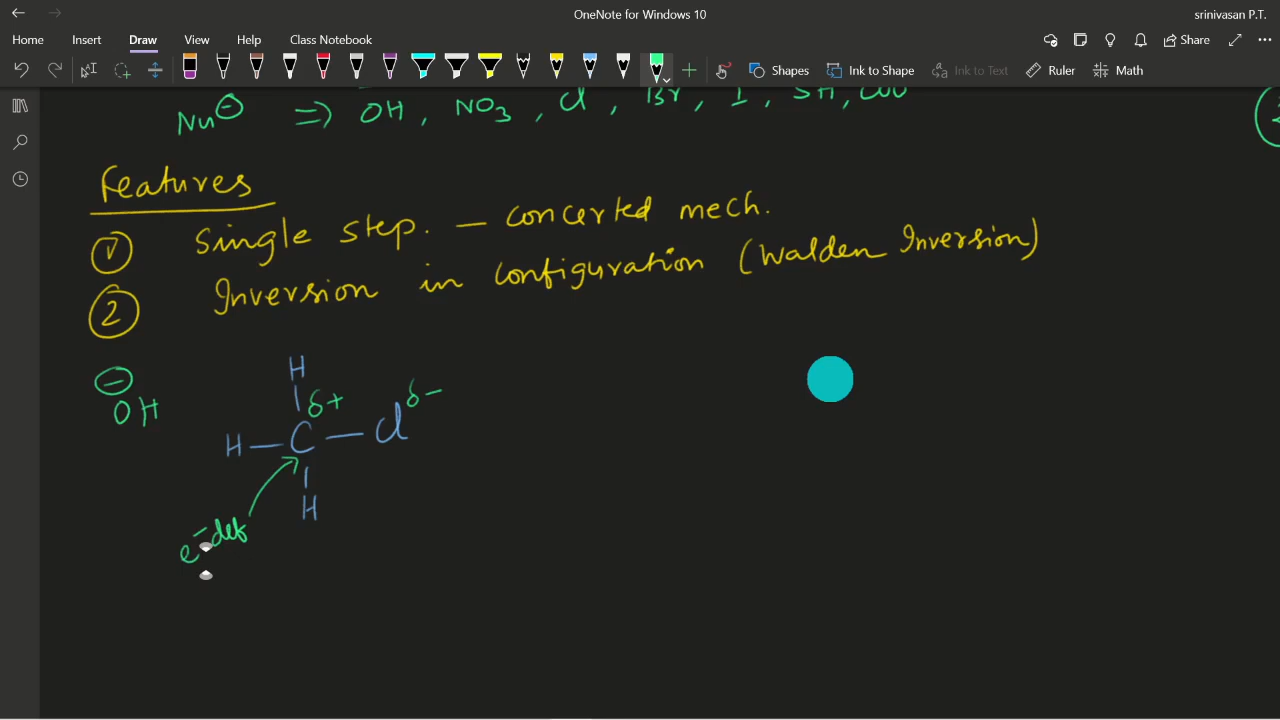 OneNote for Windows 10
srinivasan P.T.
Home Insert Draw View Help Class Notebook
Share
Shapes Ink to Shape Ink to Text Ruler Math
Nu⊖ ⇒ OH, NO3, Cl, Br, I, SH,
Features
① Single step. — concerted mech.
② Inversion in configuration (Walden Inversion)
⊖
OH
H
δ+ δ−
H — C — Cl
H
e− def